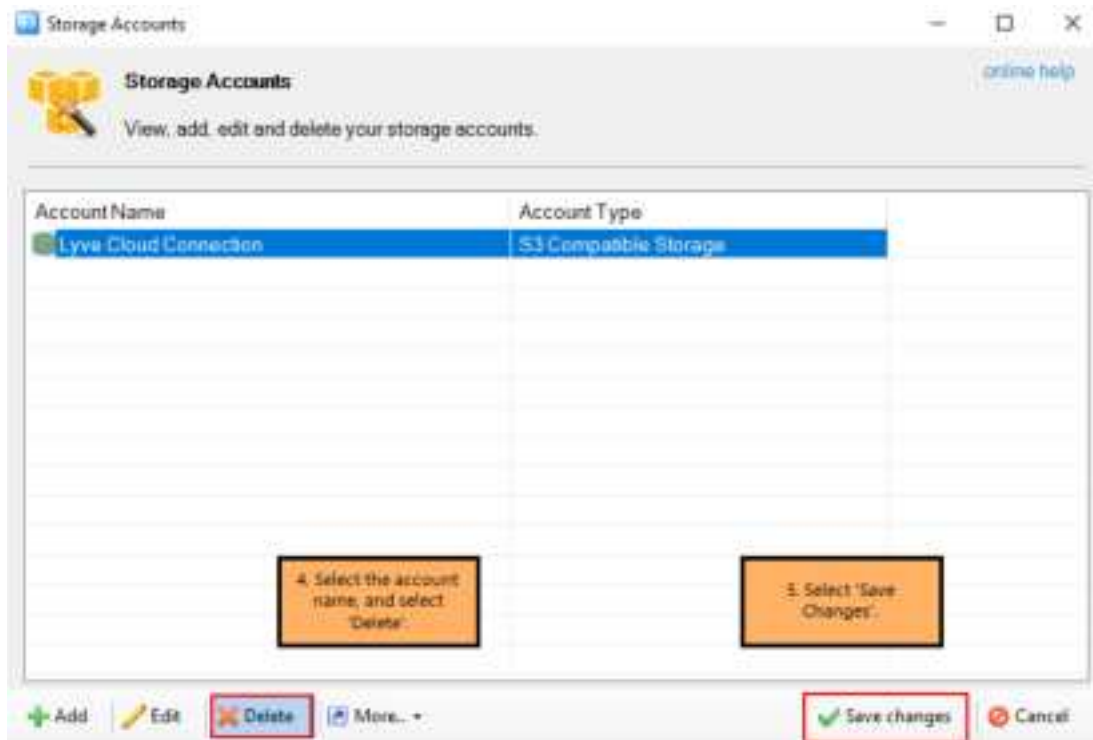 Storage Accounts
Storage Accounts
online help
View, add, edit and delete your storage accounts.
Account Name Account Type
Lyve Cloud Connection S3 Compatible Storage
4. Select the account
name, and select
'Delete'.
5. Select 'Save
Changes'.
Add Edit Delete More... Save changes Cancel